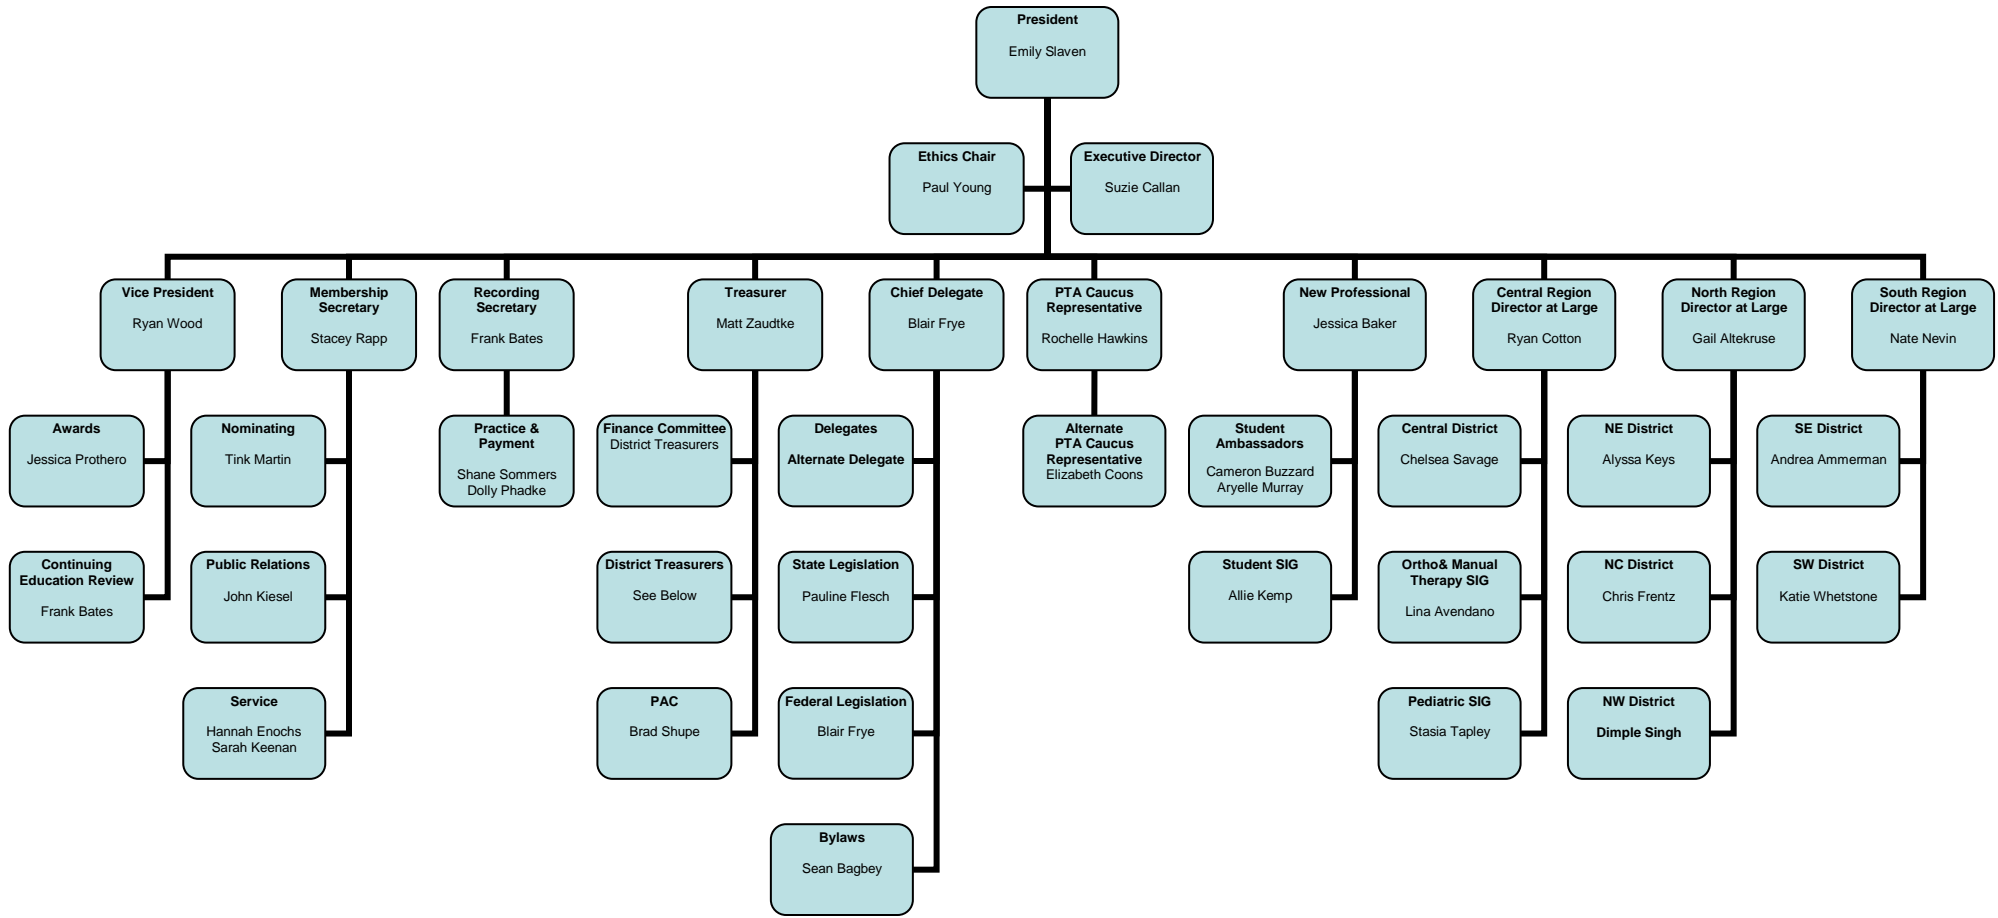 President
Emily Slaven
Ethics Chair
Paul Young
Executive Director
Suzie Callan
Vice President
Ryan Wood
Membership
Secretary
Stacey Rapp
Recording
Secretary
Frank Bates
Treasurer
Matt Zaudtke
Chief Delegate
Blair Frye
PTA Caucus
Representative
Rochelle Hawkins
New Professional
Jessica Baker
Central Region
Director at Large
Ryan Cotton
North Region
Director at Large
Gail Altekruse
South Region
Director at Large
Nate Nevin
Awards
Jessica Prothero
Nominating
Tink Martin
Practice &
Payment
Shane Sommers
Dolly Phadke
Finance Committee
District Treasurers
Delegates
Alternate Delegate
Alternate
PTA Caucus
Representative
Elizabeth Coons
Student
Ambassadors
Cameron Buzzard
Aryelle Murray
Central District
Chelsea Savage
NE District
Alyssa Keys
SE District
Andrea Ammerman
Continuing
Education Review
Frank Bates
Public Relations
John Kiesel
District Treasurers
See Below
State Legislation
Pauline Flesch
Student SIG
Allie Kemp
Ortho& Manual
Therapy SIG
Lina Avendano
NC District
Chris Frentz
SW District
Katie Whetstone
Service
Hannah Enochs
Sarah Keenan
PAC
Brad Shupe
Federal Legislation
Blair Frye
Pediatric SIG
Stasia Tapley
NW District
Dimple Singh
Bylaws
Sean Bagbey